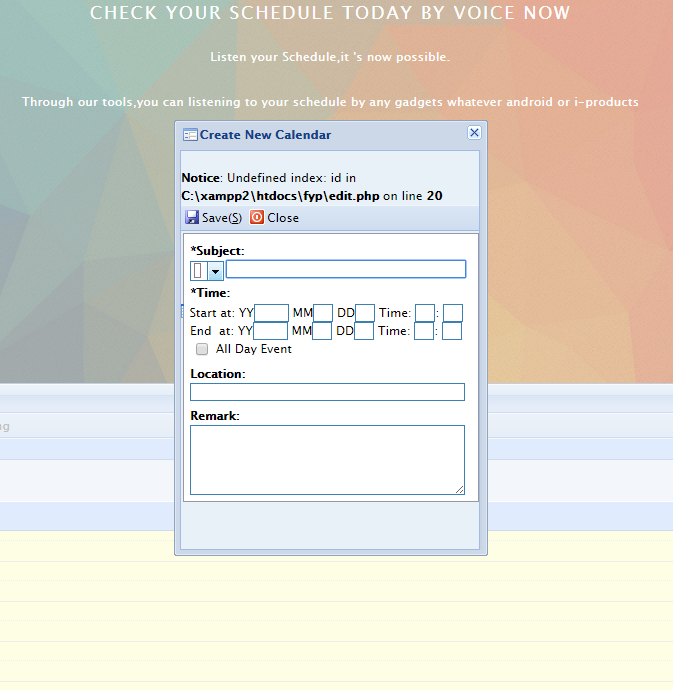 CHECK YOUR SCHEDULE TODAY BY VOICE NOW
Listen your Schedule,it 's now possible.
Through our tools,you can listening to your schedule by any gadgets whatever android or i-products
Create New Calendar
Notice: Undefined index: id in
C:\xampp2\htdocs\fyp\edit.php on line 20
Save(S) Close
*Subject:
*Time:
Start at: YY MM DD Time: :
End at: YY MM DD Time: :
All Day Event
Location:
ng
Remark: